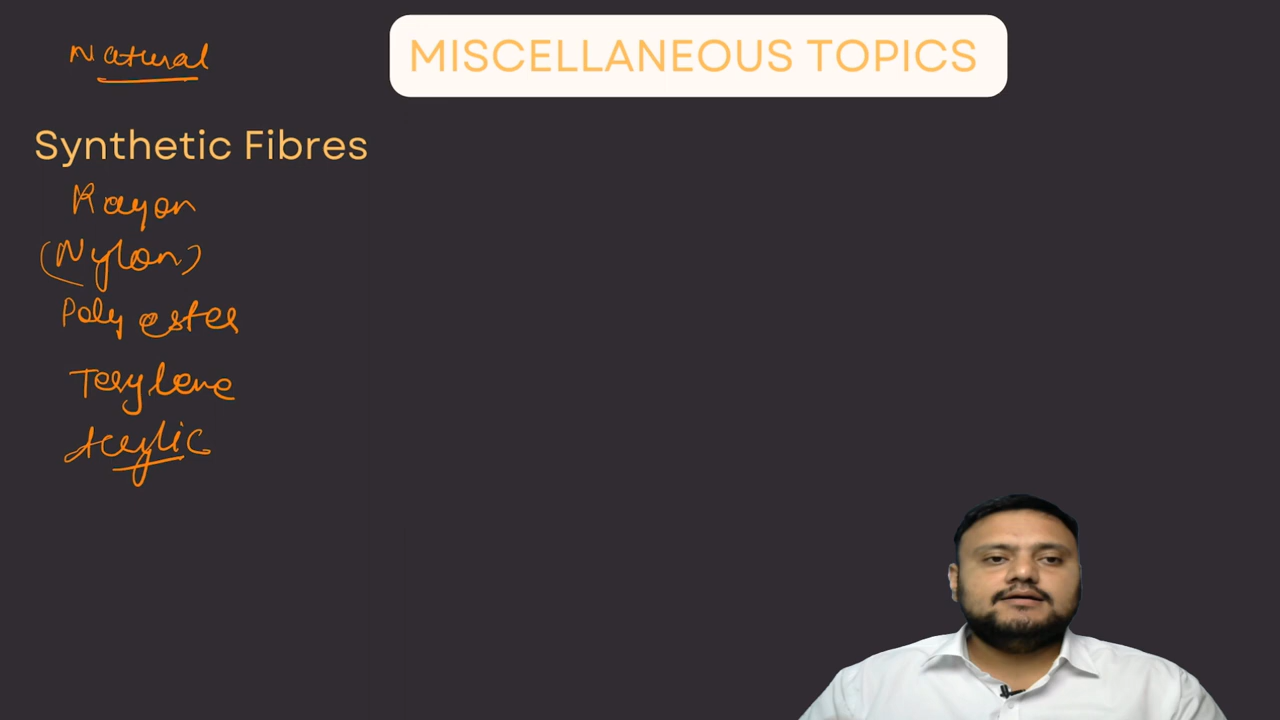 Natural
MISCELLANEOUS TOPICS
Synthetic Fibres
Rayon
(Nylon)
Polyester
Terylene
Acrylic